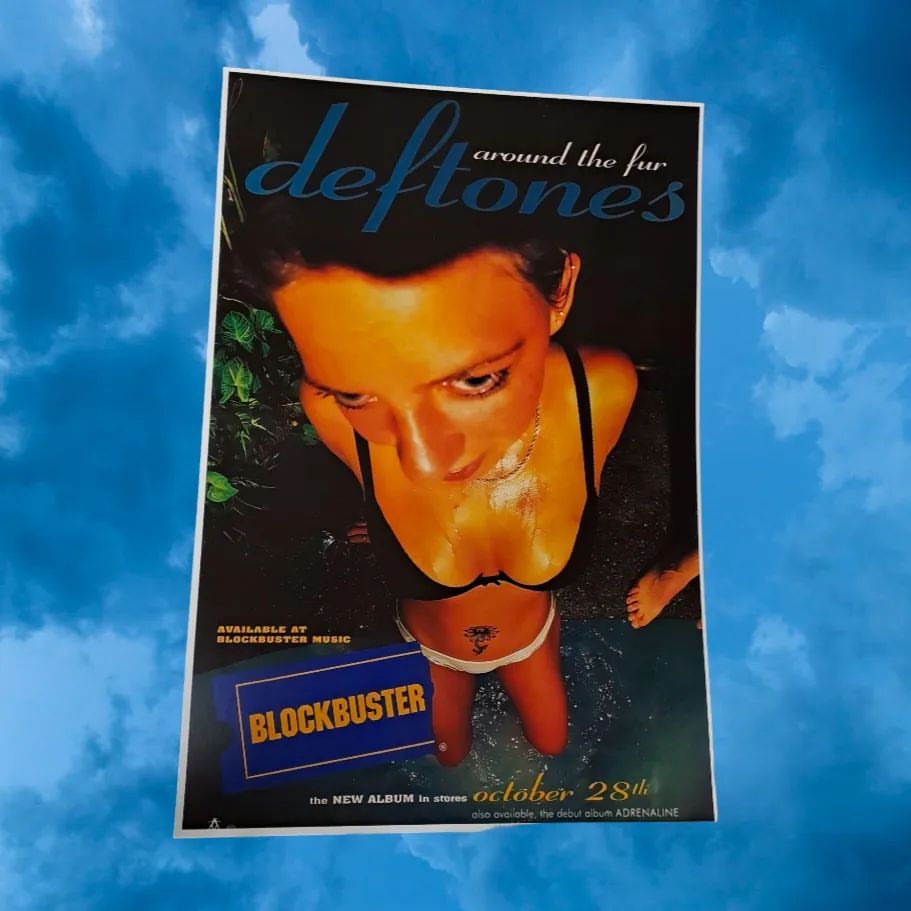 around the fur
deftones
AVAILABLE AT
BLOCKBUSTER MUSIC
BLOCKBUSTER®
the NEW ALBUM in stores october 28th
also available, the debut album ADRENALINE